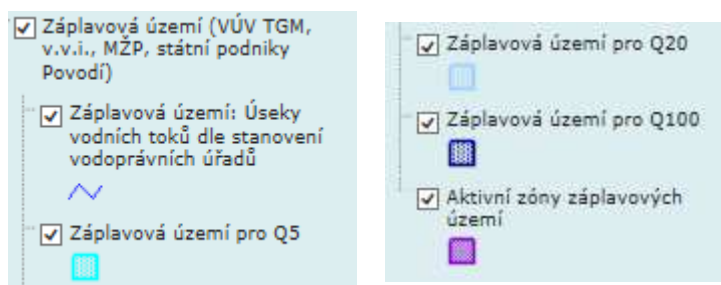 Záplavová území (VÚV TGM,
v.v.i., MŽP, státní podniky
Povodí)
Záplavová území: Úseky
vodních toků dle stanovení
vodoprávních úřadů
Záplavová území pro Q5
Záplavová území pro Q20
Záplavová území pro Q100
Aktivní zóny záplavových
území